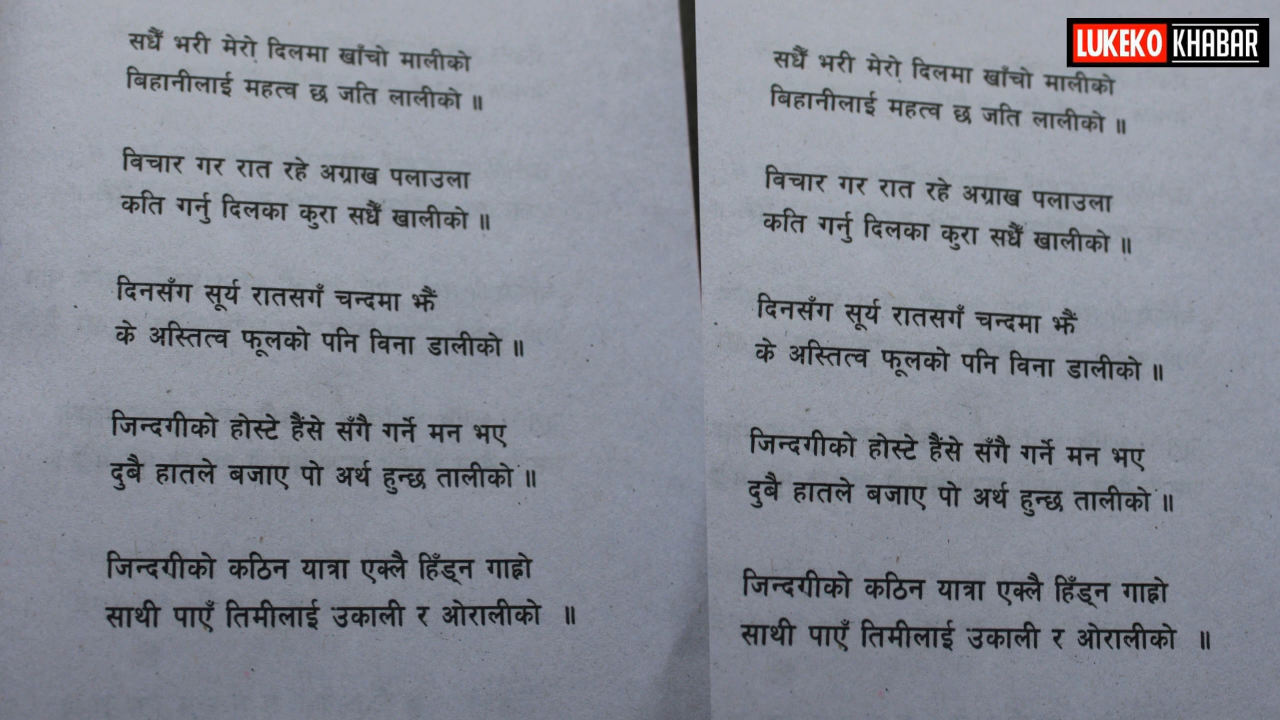 सधैँ भरी मेरो दिलमा खाँचो मालीको
बिहानीलाई महत्व छ जति लालीको ॥
विचार गर रात रहे अग्राख पलाउला
कति गर्नु दिलका कुरा सधैँ खालीको ॥
दिनसँग सूर्य रातसगँ चन्दमा झैँ
के अस्तित्व फूलको पनि विना डालीको ॥
जिन्दगीको होस्टे हैंसे सँगै गर्ने मन भए
दुबै हातले बजाए पो अर्थ हुन्छ तालीको ॥
जिन्दगीको कठिन यात्रा एक्लै हिँड्न गाह्रो
साथी पाएँ तिमीलाई उकाली र ओरालीको ॥
LUKEKO KHABAR
सधैँ भरी मेरो दिलमा खाँचो मालीको
बिहानीलाई महत्व छ जति लालीको ॥
विचार गर रात रहे अग्राख पलाउला
कति गर्नु दिलका कुरा सधैँ खालीको ॥
दिनसँग सूर्य रातसगँ चन्दमा झैँ
के अस्तित्व फूलको पनि विना डालीको ॥
जिन्दगीको होस्टे हैंसे सँगै गर्ने मन भए
दुबै हातले बजाए पो अर्थ हुन्छ तालीको ॥
जिन्दगीको कठिन यात्रा एक्लै हिँड्न गाह्रो
साथी पाएँ तिमीलाई उकाली र ओरालीको ॥